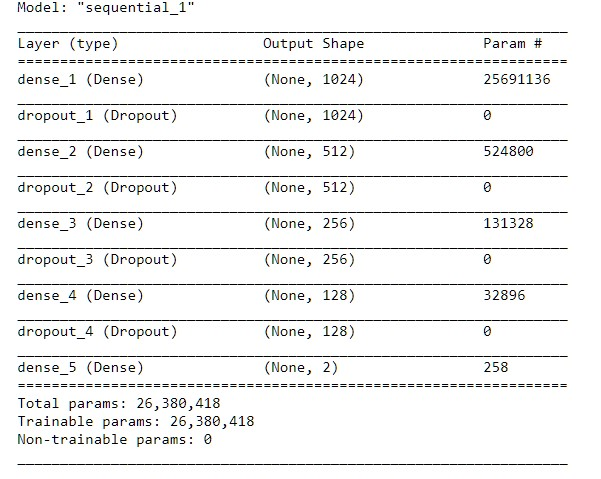 Model: "sequential_1"
Layer (type) Output Shape Param #
dense_1 (Dense) (None, 1024) 25691136
dropout_1 (Dropout) (None, 1024) 0
dense_2 (Dense) (None, 512) 524800
dropout_2 (Dropout) (None, 512) 0
dense_3 (Dense) (None, 256) 131328
dropout_3 (Dropout) (None, 256) 0
dense_4 (Dense) (None, 128) 32896
dropout_4 (Dropout) (None, 128) 0
dense_5 (Dense) (None, 2) 258
Total params: 26,380,418
Trainable params: 26,380,418
Non-trainable params: 0